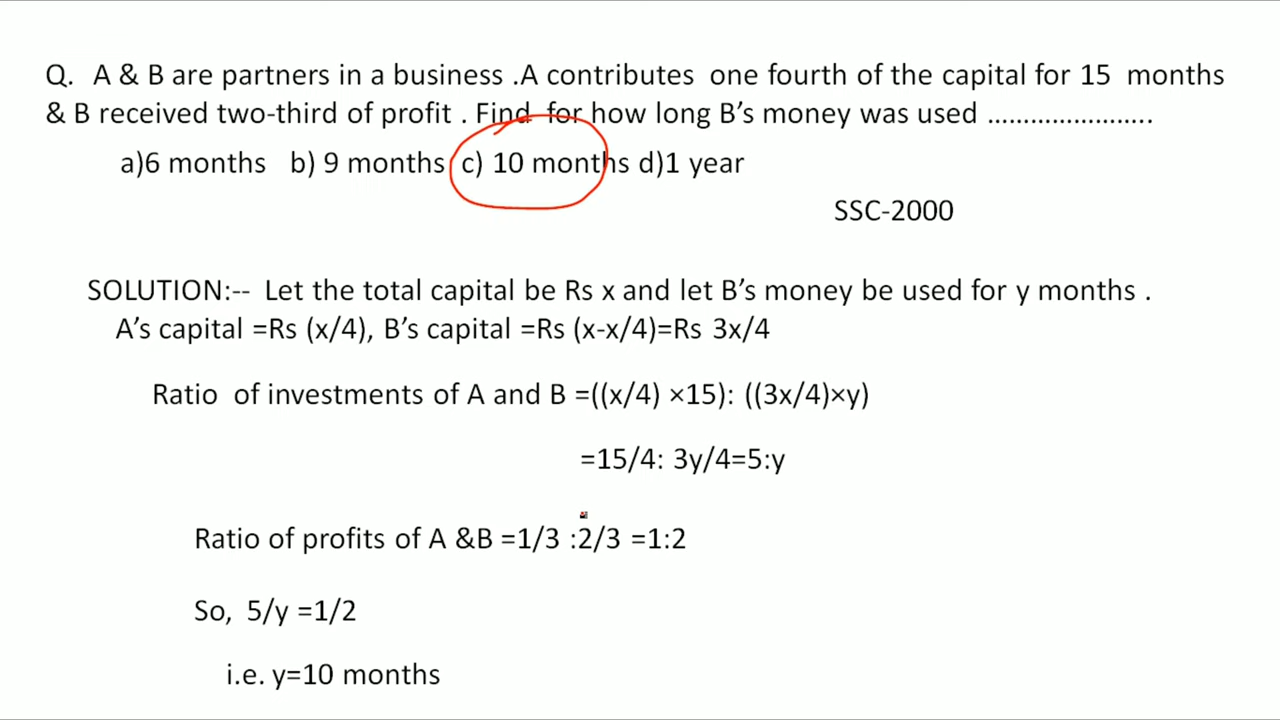 Q. A & B are partners in a business .A contributes one fourth of the capital for 15 months
& B received two-third of profit . Find for how long B’s money was used ......................
a)6 months b) 9 months c) 10 months d)1 year
SSC-2000
SOLUTION:-- Let the total capital be Rs x and let B’s money be used for y months .
A’s capital =Rs (x/4), B’s capital =Rs (x-x/4)=Rs 3x/4
Ratio of investments of A and B =((x/4) ×15): ((3x/4)×y)
=15/4: 3y/4=5:y
Ratio of profits of A &B =1/3 :2/3 =1:2
So, 5/y =1/2
i.e. y=10 months